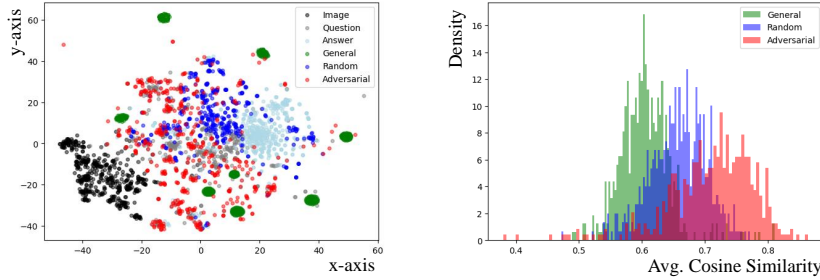 y-axis
60
40
20
0
−20
−40
−40
−20
0
20
40
60
x-axis
Image
Question
Answer
General
Random
Adversarial
Density
16
14
12
10
8
6
4
2
0
0.4
0.5
0.6
0.7
0.8
Avg. Cosine Similarity
General
Random
Adversarial